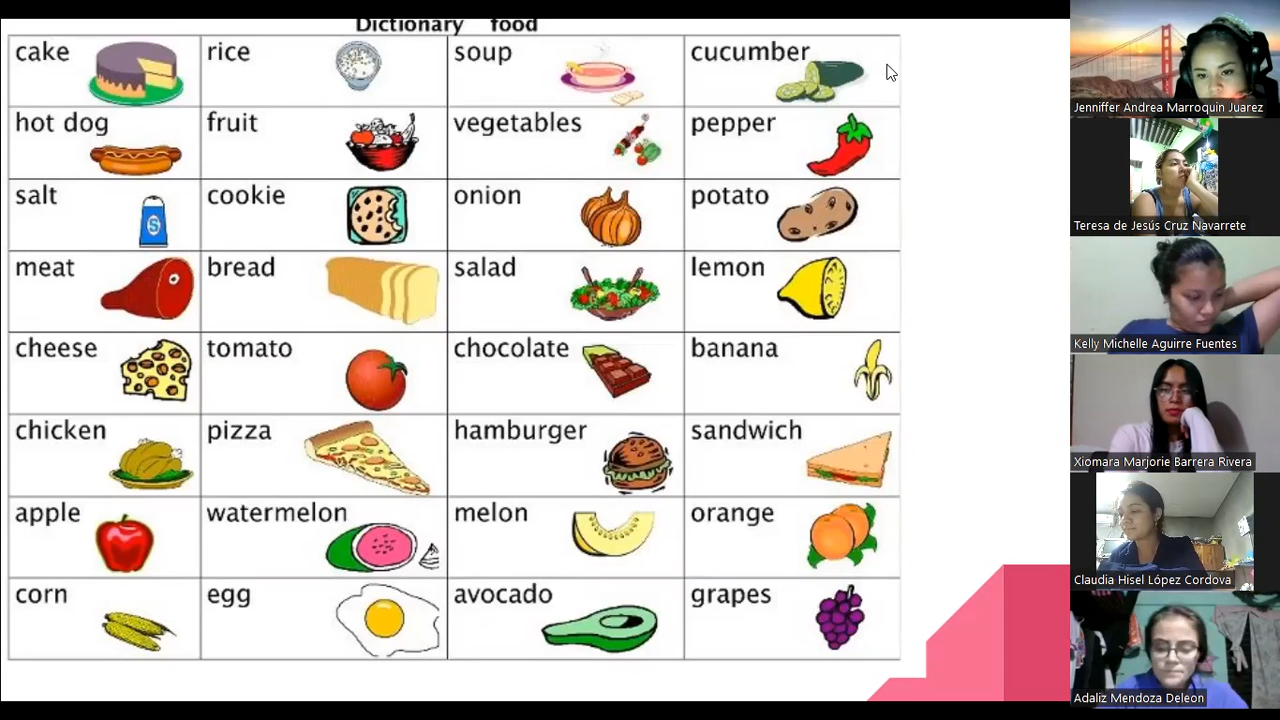 Dictionary food
cake rice soup cucumber
hot dog fruit vegetables pepper
salt cookie onion potato
S
meat bread salad lemon
cheese tomato chocolate banana
chicken pizza hamburger sandwich
apple watermelon melon orange
corn egg avocado grapes
Jenniffer Andrea Marroquin Juarez
Teresa de Jesús Cruz Navarrete
Kelly Michelle Aguirre Fuentes
Xiomara Marjorie Barrera Rivera
Claudia Hisel López Cordova
Adaliz Mendoza Deleon